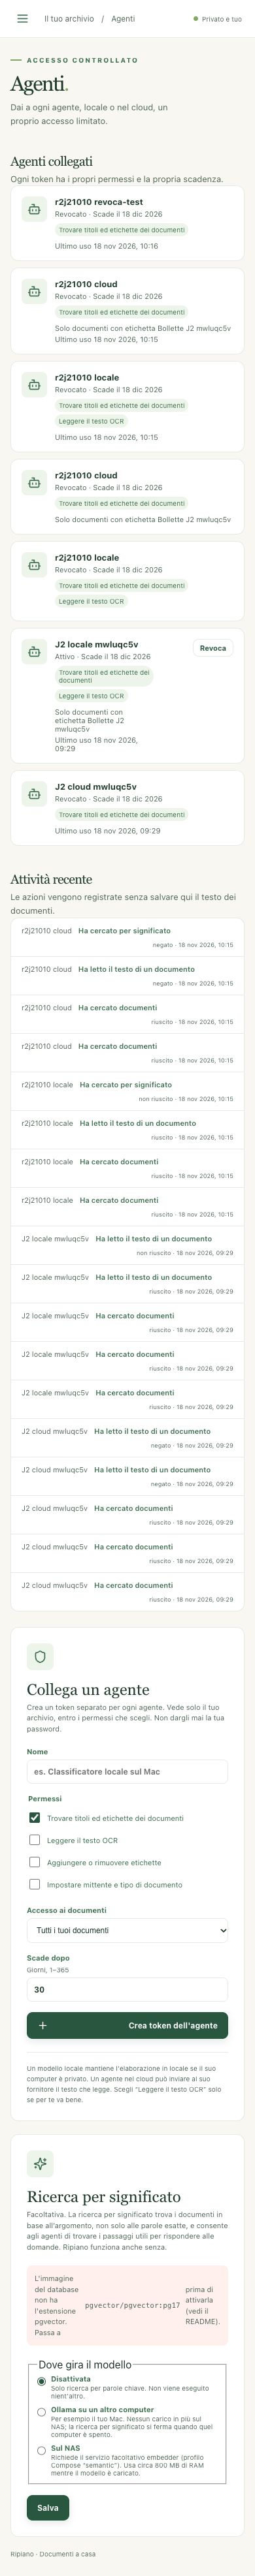 Il tuo archivio / Agenti
Privato e tuo
ACCESSO CONTROLLATO
Agenti.
Dai a ogni agente, locale o nel cloud, un
proprio accesso limitato.
Agenti collegati
Ogni token ha i propri permessi e la propria scadenza.
r2j21010 revoca-test
Revocato · Scade il 18 dic 2026
Trovare titoli ed etichette dei documenti
Ultimo uso 18 nov 2026, 10:16
r2j21010 cloud
Revocato · Scade il 18 dic 2026
Trovare titoli ed etichette dei documenti
Solo documenti con etichetta Bollette J2 mwluqc5v
Ultimo uso 18 nov 2026, 10:15
r2j21010 locale
Revocato · Scade il 18 dic 2026
Trovare titoli ed etichette dei documenti
Leggere il testo OCR
Ultimo uso 18 nov 2026, 10:15
r2j21010 cloud
Revocato · Scade il 18 dic 2026
Trovare titoli ed etichette dei documenti
Solo documenti con etichetta Bollette J2 mwluqc5v
r2j21010 locale
Revocato · Scade il 18 dic 2026
Trovare titoli ed etichette dei documenti
Leggere il testo OCR
J2 locale mwluqc5v
Revoca
Attivo · Scade il 18 dic 2026
Trovare titoli ed etichette dei
documenti
Leggere il testo OCR
Solo documenti con
etichetta Bollette J2
mwluqc5v
Ultimo uso 18 nov 2026,
09:29
J2 cloud mwluqc5v
Revocato · Scade il 18 dic 2026
Trovare titoli ed etichette dei documenti
Ultimo uso 18 nov 2026, 09:29
Attività recente
Le azioni vengono registrate senza salvare qui il testo dei
documenti.
r2j21010 cloud Ha cercato per significato
negato · 18 nov 2026, 10:15
r2j21010 cloud Ha letto il testo di un documento
negato · 18 nov 2026, 10:15
r2j21010 cloud Ha cercato documenti
riuscito · 18 nov 2026, 10:15
r2j21010 cloud Ha cercato documenti
riuscito · 18 nov 2026, 10:15
r2j21010 locale Ha cercato per significato
non riuscito · 18 nov 2026, 10:15
r2j21010 locale Ha letto il testo di un documento
riuscito · 18 nov 2026, 10:15
r2j21010 locale Ha cercato documenti
riuscito · 18 nov 2026, 10:15
r2j21010 locale Ha cercato documenti
riuscito · 18 nov 2026, 10:15
J2 locale mwluqc5v Ha letto il testo di un documento
non riuscito · 18 nov 2026, 09:29
J2 locale mwluqc5v Ha letto il testo di un documento
riuscito · 18 nov 2026, 09:29
J2 locale mwluqc5v Ha cercato documenti
riuscito · 18 nov 2026, 09:29
J2 locale mwluqc5v Ha cercato documenti
riuscito · 18 nov 2026, 09:29
J2 locale mwluqc5v Ha cercato documenti
riuscito · 18 nov 2026, 09:29
J2 cloud mwluqc5v Ha letto il testo di un documento
negato · 18 nov 2026, 09:29
J2 cloud mwluqc5v Ha letto il testo di un documento
negato · 18 nov 2026, 09:29
J2 cloud mwluqc5v Ha cercato documenti
riuscito · 18 nov 2026, 09:29
J2 cloud mwluqc5v Ha cercato documenti
riuscito · 18 nov 2026, 09:29
J2 cloud mwluqc5v Ha cercato documenti
riuscito · 18 nov 2026, 09:29
Collega un agente
Crea un token separato per ogni agente. Vede solo il tuo
archivio, entro i permessi che scegli. Non dargli mai la tua
password.
Nome
es. Classificatore locale sul Mac
Permessi
Trovare titoli ed etichette dei documenti
Leggere il testo OCR
Aggiungere o rimuovere etichette
Impostare mittente e tipo di documento
Accesso ai documenti
Tutti i tuoi documenti
Scade dopo
Giorni, 1–365
30
Crea token dell'agente
Un modello locale mantiene l'elaborazione in locale se il suo
computer è privato. Un agente nel cloud può inviare al suo
fornitore il testo che legge. Scegli "Leggere il testo OCR" solo
se per te va bene.
Ricerca per significato
Facoltativa. La ricerca per significato trova i documenti in
base all'argomento, non solo alle parole esatte, e consente
agli agenti di trovare i passaggi utili per rispondere alle
domande. Ripiano funziona anche senza.
L'immagine
del database
non ha
l'estensione
pgvector.
Passa a
pgvector/pgvector:pg17
prima di
attivarla
(vedi il
README).
Dove gira il modello
Disattivata
Solo ricerca per parole chiave. Non viene eseguito
nient'altro.
Ollama su un altro computer
Per esempio il tuo Mac. Nessun carico in più sul
NAS; la ricerca per significato si ferma quando quel
computer è spento.
Sul NAS
Richiede il servizio facoltativo embedder (profilo
Compose "semantic"). Usa circa 800 MB di RAM
mentre il modello è caricato.
Salva
Ripiano · Documenti a casa